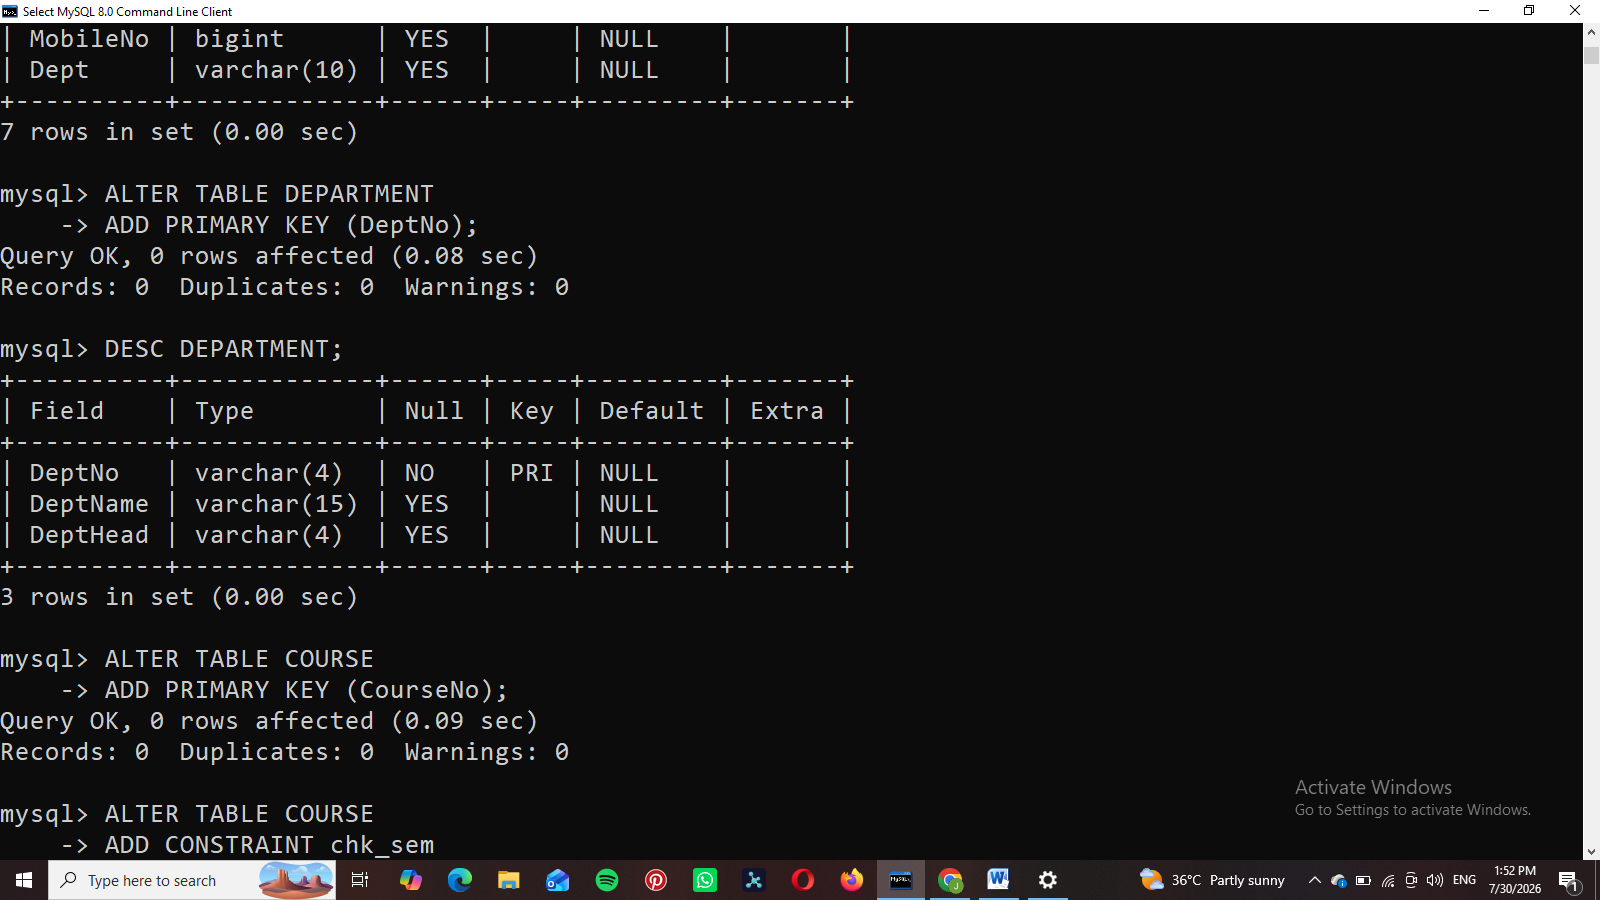 Select MySQL 8.0 Command Line Client
| MobileNo | bigint      | YES  |     | NULL    |       |
| Dept     | varchar(10) | YES  |     | NULL    |       |
+----------+-------------+------+-----+---------+-------+
7 rows in set (0.00 sec)
mysql> ALTER TABLE DEPARTMENT
    -> ADD PRIMARY KEY (DeptNo);
Query OK, 0 rows affected (0.08 sec)
Records: 0  Duplicates: 0  Warnings: 0
mysql> DESC DEPARTMENT;
+----------+-------------+------+-----+---------+-------+
| Field    | Type        | Null | Key | Default | Extra |
+----------+-------------+------+-----+---------+-------+
| DeptNo   | varchar(4)  | NO   | PRI | NULL    |       |
| DeptName | varchar(15) | YES  |     | NULL    |       |
| DeptHead | varchar(4)  | YES  |     | NULL    |       |
+----------+-------------+------+-----+---------+-------+
3 rows in set (0.00 sec)
mysql> ALTER TABLE COURSE
    -> ADD PRIMARY KEY (CourseNo);
Query OK, 0 rows affected (0.09 sec)
Records: 0  Duplicates: 0  Warnings: 0
mysql> ALTER TABLE COURSE
    -> ADD CONSTRAINT chk_sem
Activate Windows
Go to Settings to activate Windows.
Type here to search
36°C Partly sunny
ENG
1:52 PM
7/30/2026
1